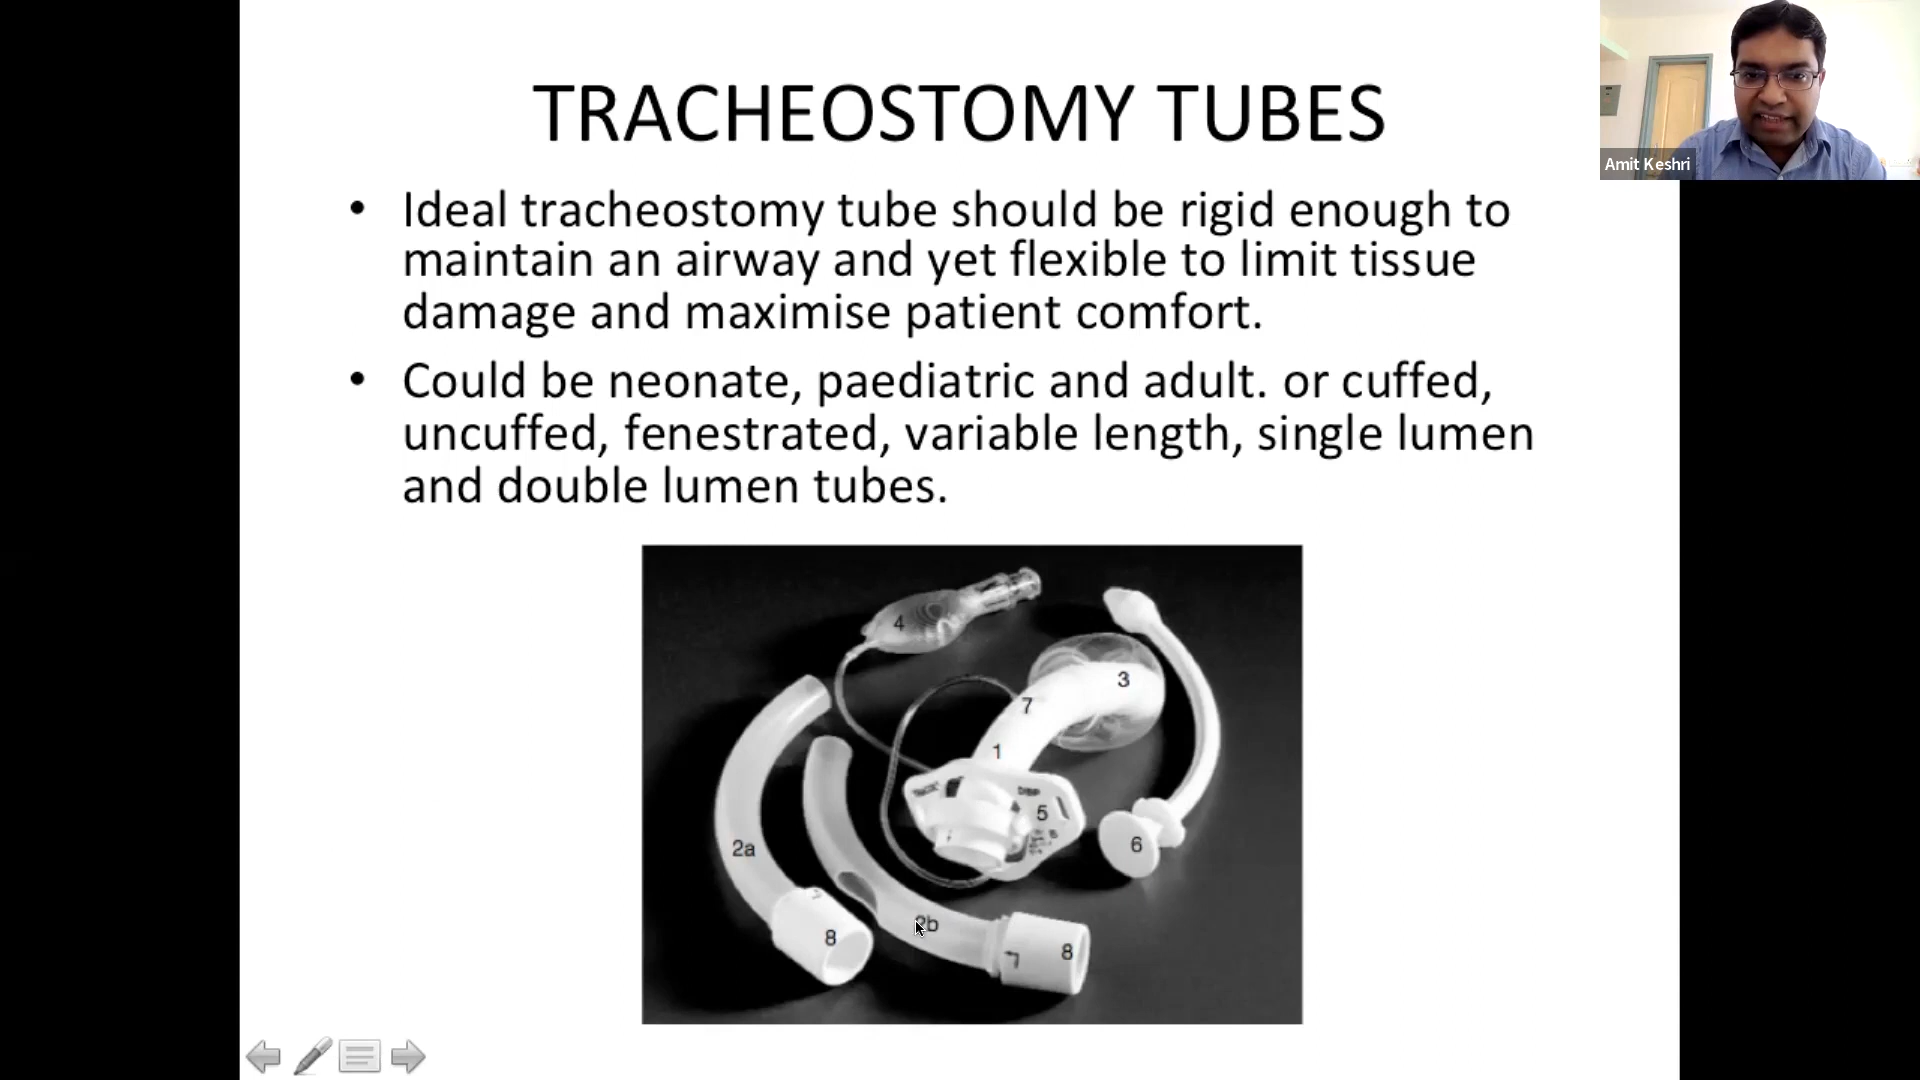 TRACHEOSTOMY TUBES
Amit Keshri
• Ideal tracheostomy tube should be rigid enough to
maintain an airway and yet flexible to limit tissue
damage and maximise patient comfort.
• Could be neonate, paediatric and adult. or cuffed,
uncuffed, fenestrated, variable length, single lumen
and double lumen tubes.
4
3
7
1
5
2a
6
2b
8
8